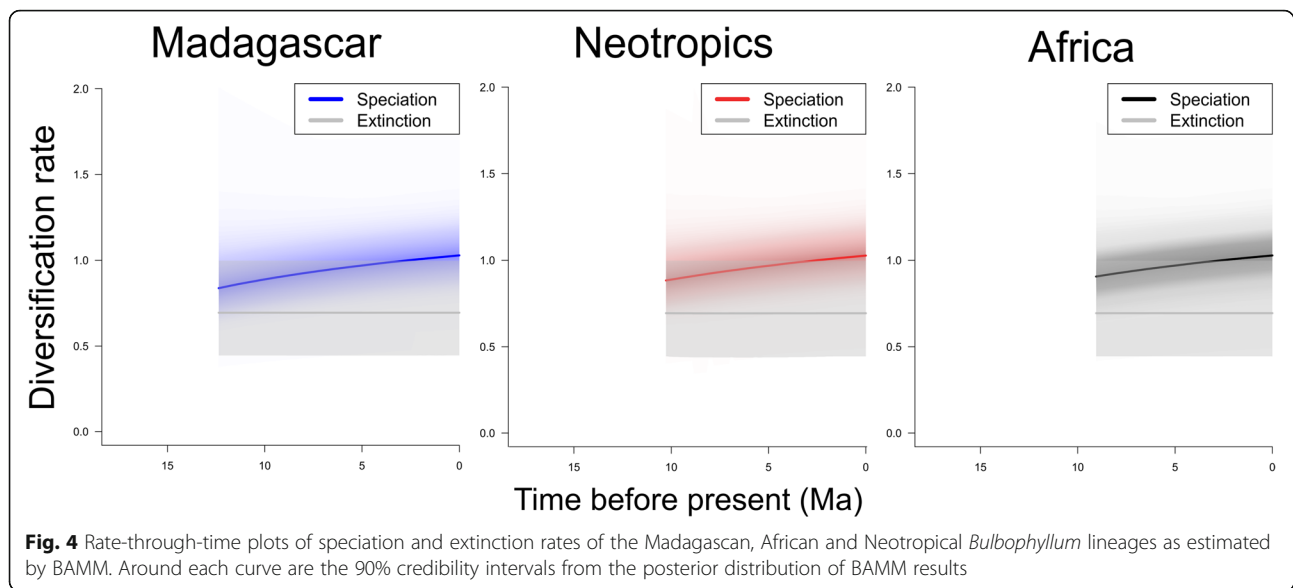 Madagascar
Neotropics
Africa
Speciation
Extinction
Speciation
Extinction
Speciation
Extinction
Diversification rate
2.0
1.5
1.0
0.5
0.0
15
10
5
0
2.0
1.5
1.0
0.5
0.0
15
10
5
0
2.0
1.5
1.0
0.5
0.0
15
10
5
0
Time before present (Ma)
Fig. 4 Rate-through-time plots of speciation and extinction rates of the Madagascan, African and Neotropical Bulbophyllum lineages as estimated
by BAMM. Around each curve are the 90% credibility intervals from the posterior distribution of BAMM results